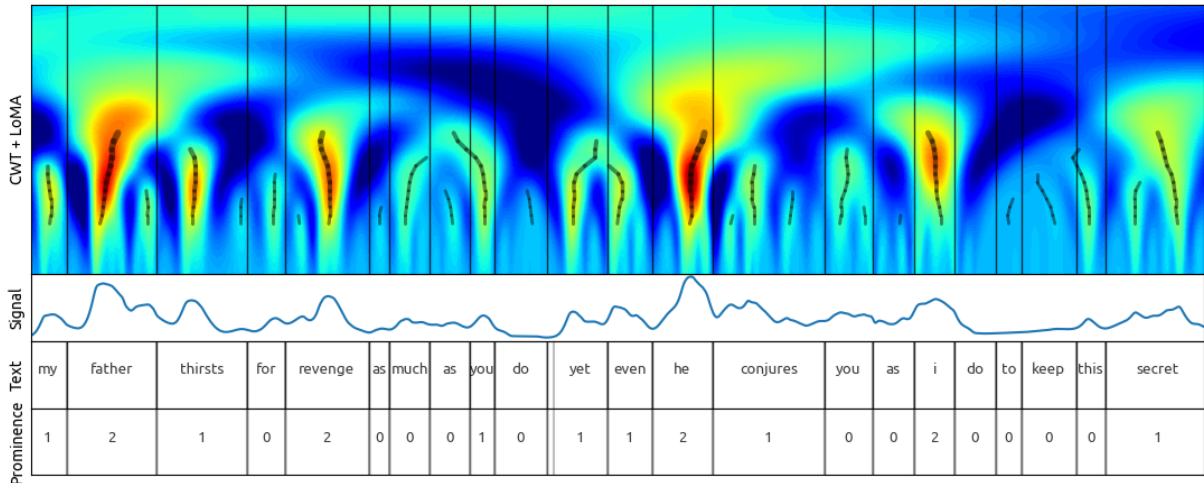 CWT + LoMA
Signal
Text
my father thirsts for revenge as much as you do yet even he conjures you as i do to keep this secret
Prominence
1 2 1 0 2 0 0 0 1 0 1 1 2 1 0 0 2 0 0 0 0 1